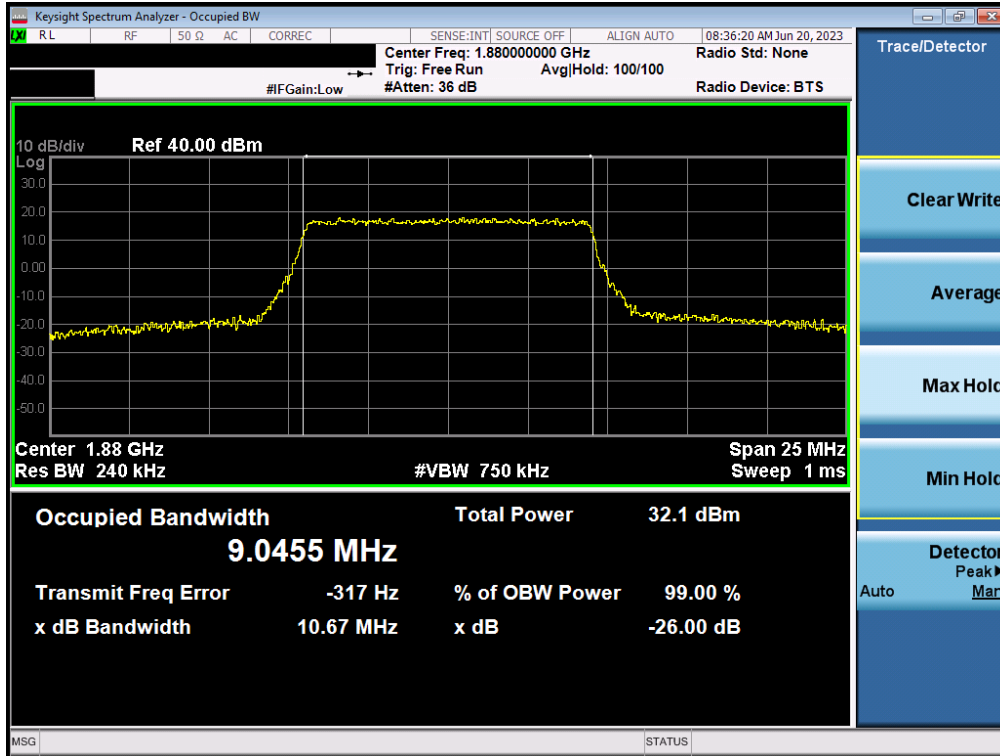 Keysight Spectrum Analyzer - Occupied BW
LXI RL RF 50 Ω AC CORREC SENSE:INT SOURCE OFF ALIGN AUTO 08:36:20 AM Jun 20, 2023
Center Freq: 1.880000000 GHz Radio Std: None
Trig: Free Run Avg|Hold: 100/100
#IFGain:Low #Atten: 36 dB Radio Device: BTS
10 dB/div Ref 40.00 dBm
Log
30.0
20.0
10.0
0.00
-10.0
-20.0
-30.0
-40.0
-50.0
Center 1.88 GHz Span 25 MHz
Res BW 240 kHz #VBW 750 kHz Sweep 1 ms
Occupied Bandwidth Total Power 32.1 dBm
9.0455 MHz
Transmit Freq Error -317 Hz % of OBW Power 99.00 %
x dB Bandwidth 10.67 MHz x dB -26.00 dB
MSG STATUS
Trace/Detector
Clear Write
Average
Max Hold
Min Hold
Detector
Peak▶
Auto Man